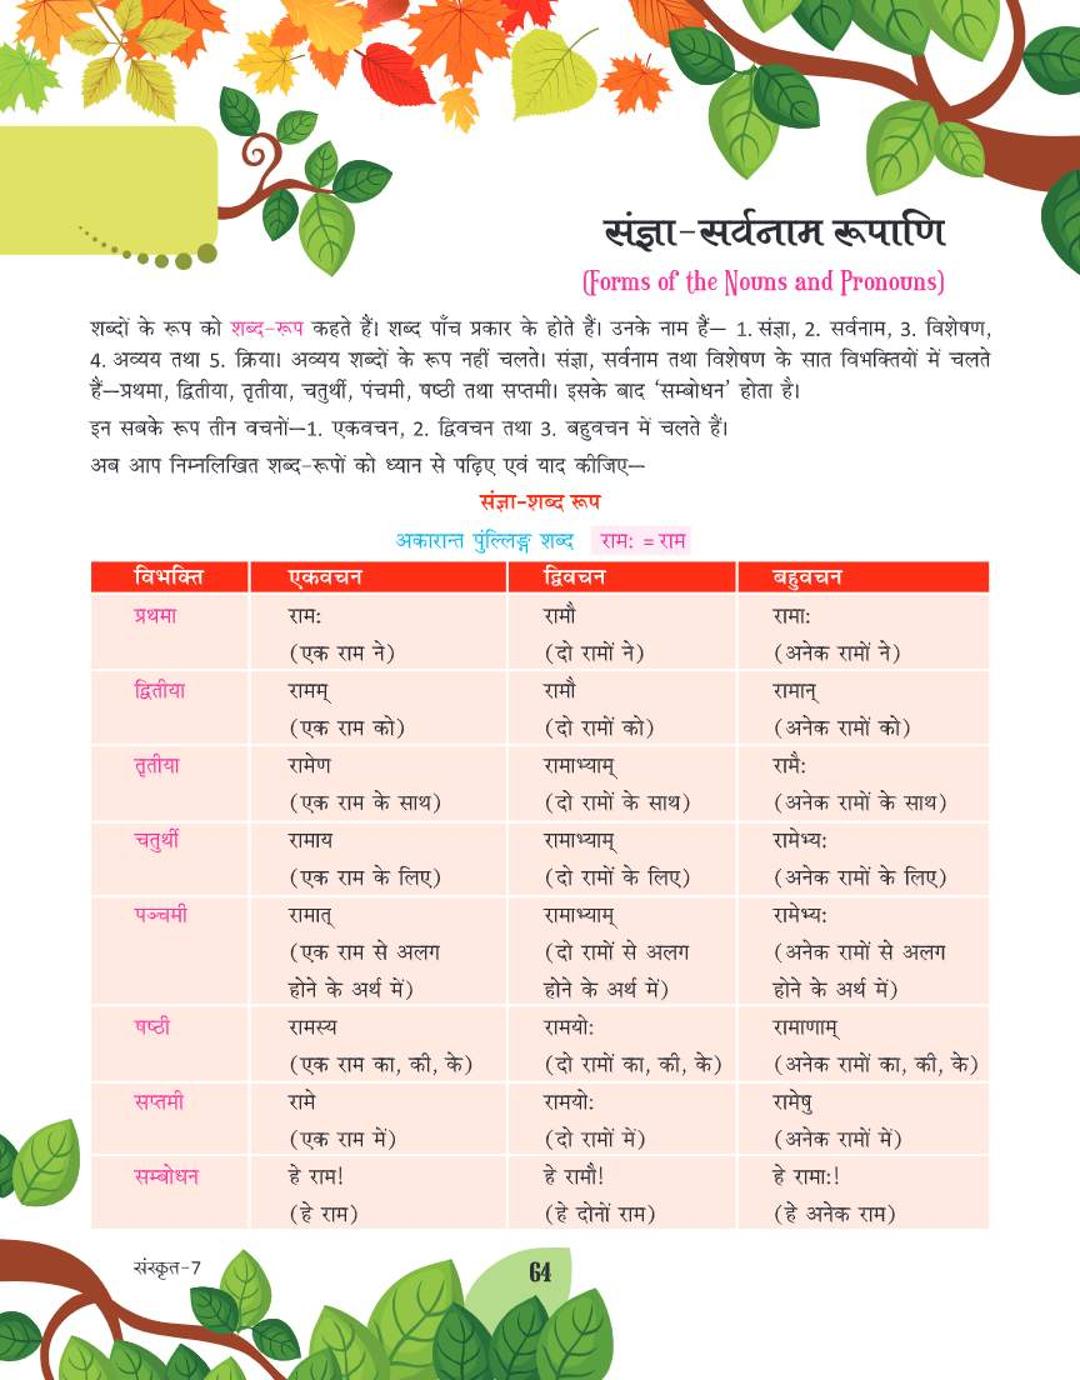 संज्ञा-सर्वनाम रूपाणि
(Forms of the Nouns and Pronouns)
शब्दों के रूप को शब्द-रूप कहते हैं। शब्द पाँच प्रकार के होते हैं। उनके नाम हैं— 1. संज्ञा, 2. सर्वनाम, 3. विशेषण,
4. अव्यय तथा 5. क्रिया। अव्यय शब्दों के रूप नहीं चलते। संज्ञा, सर्वनाम तथा विशेषण के सात विभक्तियों में चलते
हैं—प्रथमा, द्वितीया, तृतीया, चतुर्थी, पंचमी, षष्ठी तथा सप्तमी। इसके बाद ‘सम्बोधन’ होता है।
इन सबके रूप तीन वचनों—1. एकवचन, 2. द्विवचन तथा 3. बहुवचन में चलते हैं।
अब आप निम्नलिखित शब्द-रूपों को ध्यान से पढ़िए एवं याद कीजिए—
संज्ञा-शब्द रूप
अकारान्त पुंल्लिङ्ग शब्द राम: = राम
विभक्ति एकवचन द्विवचन बहुवचन
प्रथमा राम: रामौ रामा:
(एक राम ने) (दो रामों ने) (अनेक रामों ने)
द्वितीया रामम् रामौ रामान्
(एक राम को) (दो रामों को) (अनेक रामों को)
तृतीया रामेण रामाभ्याम् रामै:
(एक राम के साथ) (दो रामों के साथ) (अनेक रामों के साथ)
चतुर्थी रामाय रामाभ्याम् रामेभ्य:
(एक राम के लिए) (दो रामों के लिए) (अनेक रामों के लिए)
पञ्चमी रामात् रामाभ्याम् रामेभ्य:
(एक राम से अलग (दो रामों से अलग (अनेक रामों से अलग
होने के अर्थ में) होने के अर्थ में) होने के अर्थ में)
षष्ठी रामस्य रामयो: रामाणाम्
(एक राम का, की, के) (दो रामों का, की, के) (अनेक रामों का, की, के)
सप्तमी रामे रामयो: रामेषु
(एक राम में) (दो रामों में) (अनेक रामों में)
सम्बोधन हे राम! हे रामौ! हे रामा:!
(हे राम) (हे दोनों राम) (हे अनेक राम)
संस्कृत-7 64